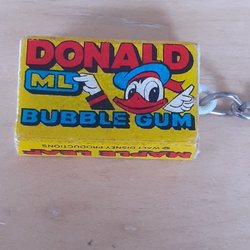 DONALD
ML
BUBBLE GUM
MAPLE LEAF
© WALT DISNEY PRODUCTIONS